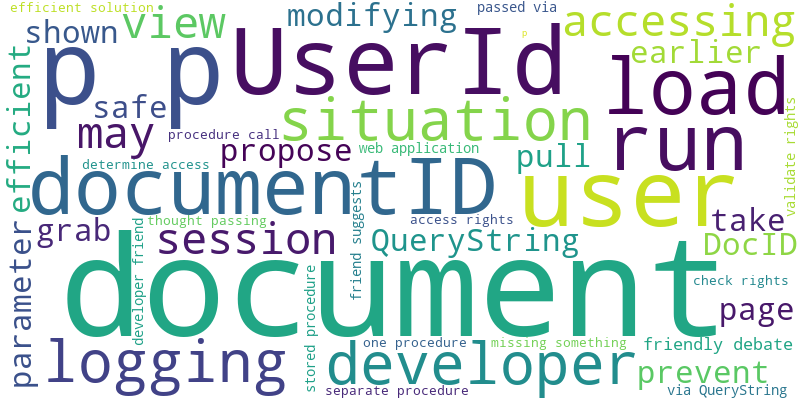 efficient solution
view
modifying
passed via
accessing
shown
p p
UserId
p
earlier
load
safe
situation
may
procedure call
run
efficient
propose
web application
pull
validate rights
determine access
documentID
user
grab
thought passing
access rights
take
session
QueryString
DocID
parameter
developer friend
friend suggests
document
check rights
stored procedure
page
logging
one procedure
missing something
friendly debate
developer
prevent
separate procedure
via QueryString